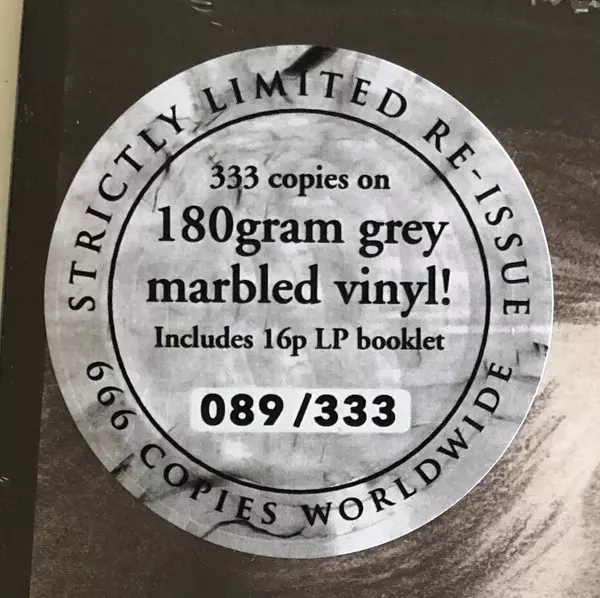 STRICTLY LIMITED RE-ISSUE
333 copies on
180gram grey
marbled vinyl!
Includes 16p LP booklet
089/333
666 COPIES WORLDWIDE